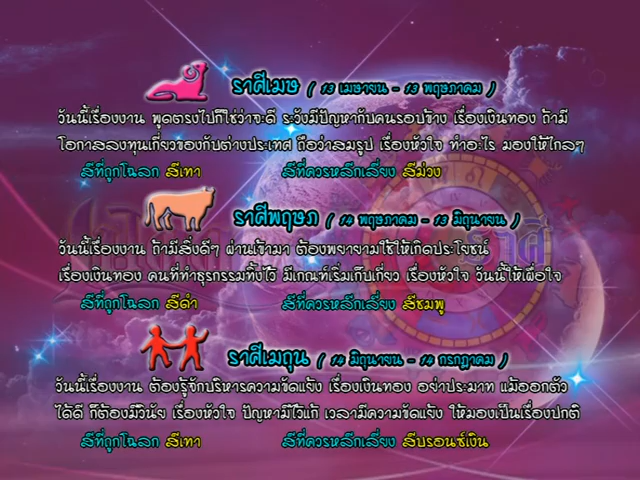 ราศีเมษ ( 13 เมษายน - 13 พฤษภาคม )
วันนี้เรื่องงาน พูดตรงไปก็ใช่ว่าจะดี ระวังมีปัญหากับคนรอบข้าง เรื่องเงินทอง ถ้ามี
โอกาสลงทุนเกี่ยวของกับต่างประเทศ ถือว่าสมรูป เรื่องหัวใจ ทำอะไร มองให้ไกลๆ
สีที่ถูกโฉลก สีเทา สีที่ควรหลีกเลี่ยง สีม่วง
ราศีพฤษภ ( 14 พฤษภาคม - 13 มิถุนายน )
วันนี้เรื่องงาน ถ้ามีสิ่งดีๆ ผ่านเข้ามา ต้องพยายามใช้ให้เกิดประโยชน์
เรื่องเงินทอง คนที่ทำธุรกรรมทิ้งไว้ มีเกณฑ์เริ่มเก็บเกี่ยว เรื่องหัวใจ วันนี้ให้เผื่อใจ
สีที่ถูกโฉลก สีดำ สีที่ควรหลีกเลี่ยง สีชมพู
ราศีเมถุน ( 14 มิถุนายน - 14 กรกฎาคม )
วันนี้เรื่องงาน ต้องรู้จักบริหารความขัดแย้ง เรื่องเงินทอง อย่าประมาท แม้ออกตัว
ได้ดี ก็ต้องมีวินัย เรื่องหัวใจ ปัญหามีไว้แก้ เวลามีความขัดแย้ง ให้มองเป็นเรื่องปกติ
สีที่ถูกโฉลก สีเทา สีที่ควรหลีกเลี่ยง สีบรอนซ์เงิน